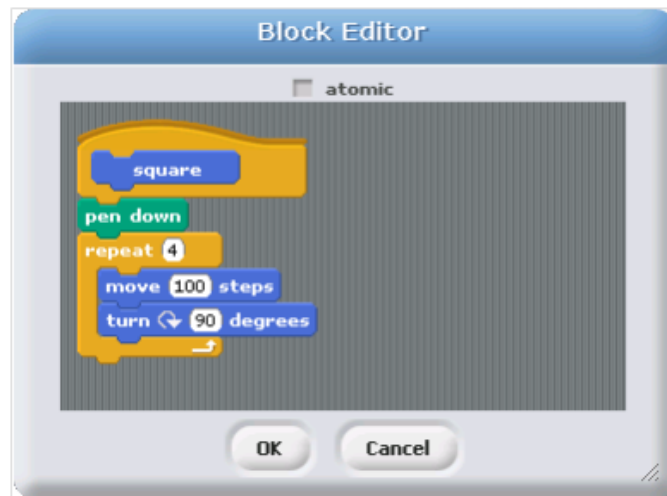 Block Editor
atomic
square
pen down
repeat 4
move 100 steps
turn 90 degrees
OK Cancel